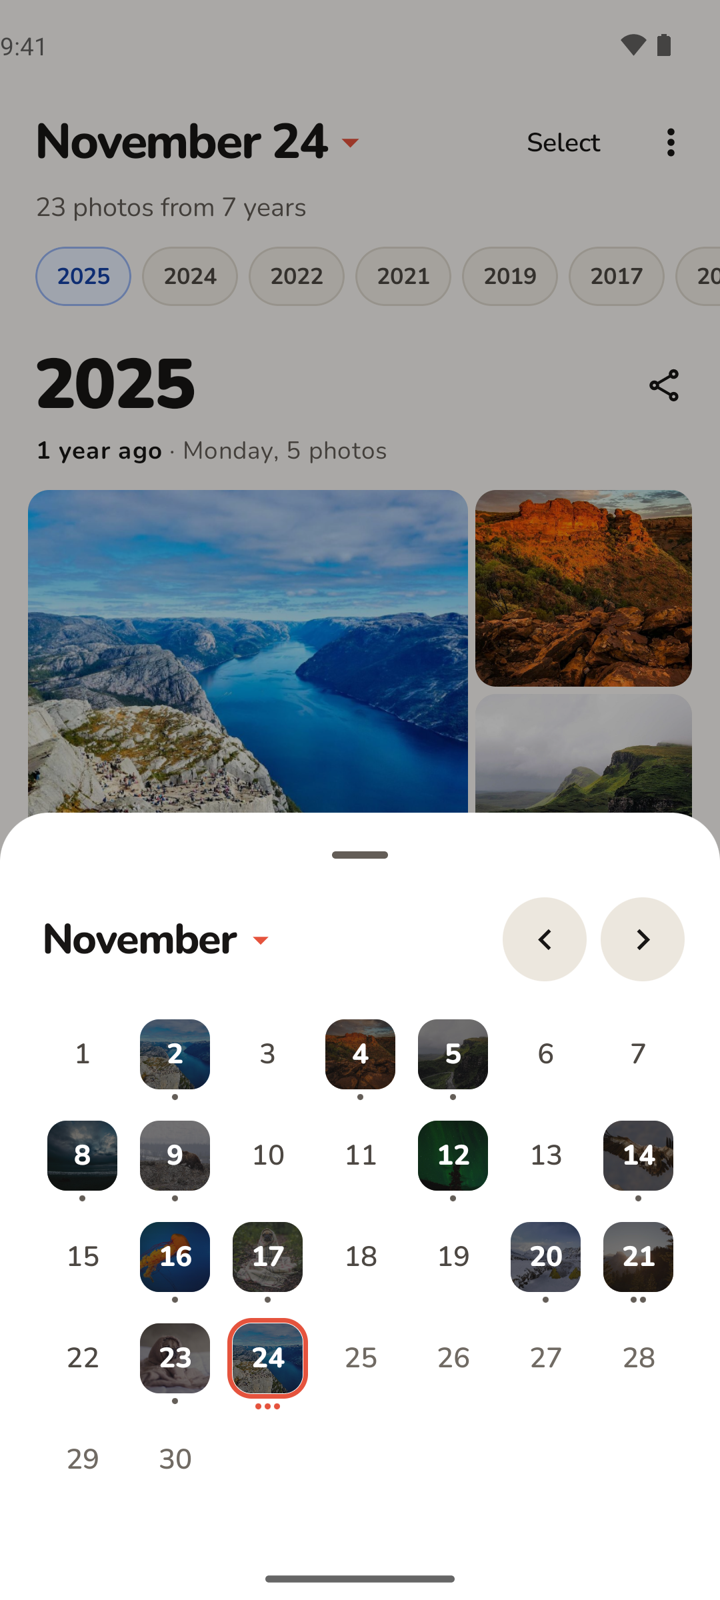 9:41
November 24
Select
23 photos from 7 years
2025 2024 2022 2021 2019 2017 20
2025
1 year ago · Monday, 5 photos
November
1 2 3 4 5 6 7
8 9 10 11 12 13 14
15 16 17 18 19 20 21
22 23 24 25 26 27 28
29 30